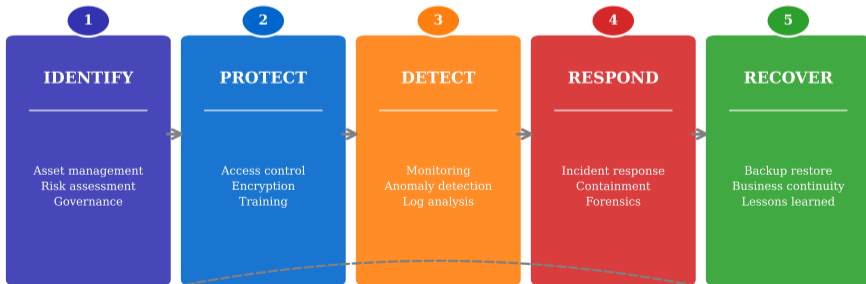 1
IDENTIFY
Asset management
Risk assessment
Governance
2
PROTECT
Access control
Encryption
Training
3
DETECT
Monitoring
Anomaly detection
Log analysis
4
RESPOND
Incident response
Containment
Forensics
5
RECOVER
Backup restore
Business continuity
Lessons learned